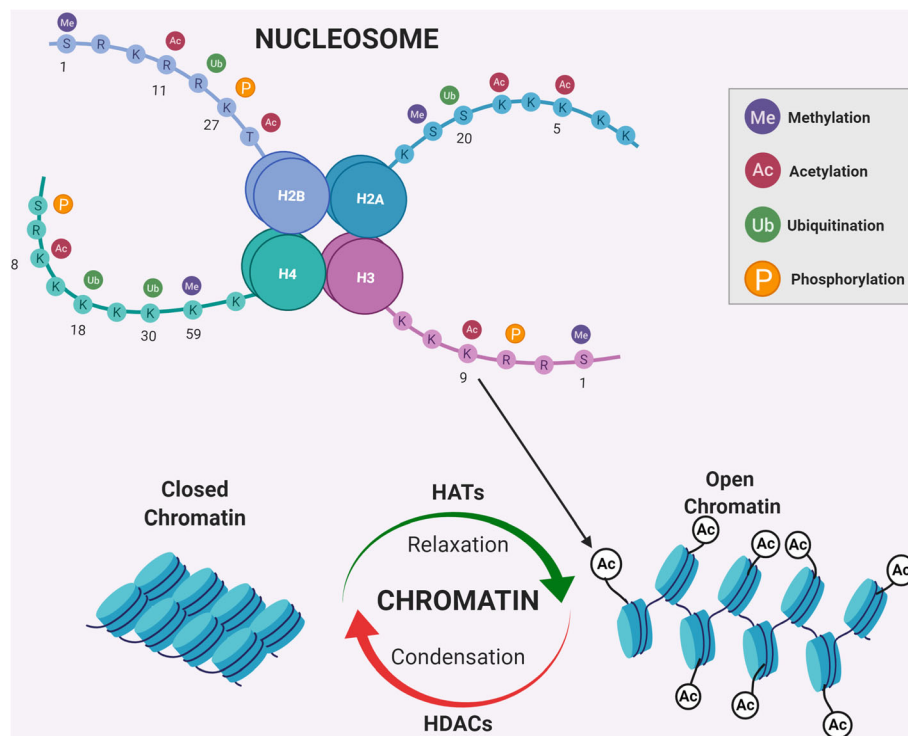 NUCLEOSOME
Me
Ac
Ub
P
Ac
S R K R R K T
1
11
27
Me
Ub
Ac
Ac
K S S K K K K K
20
5
H2B
H2A
H4
H3
P
Ac
Ub
Ub
Me
S R K K K K K K K
8
18
30
59
Ac
P
Me
K K K R R S
9
1
Me Methylation
Ac Acetylation
Ub Ubiquitination
P Phosphorylation
Closed
Chromatin
HATs
Relaxation
CHROMATIN
Condensation
HDACs
Open
Chromatin
Ac
Ac
Ac
Ac
Ac
Ac
Ac
Ac